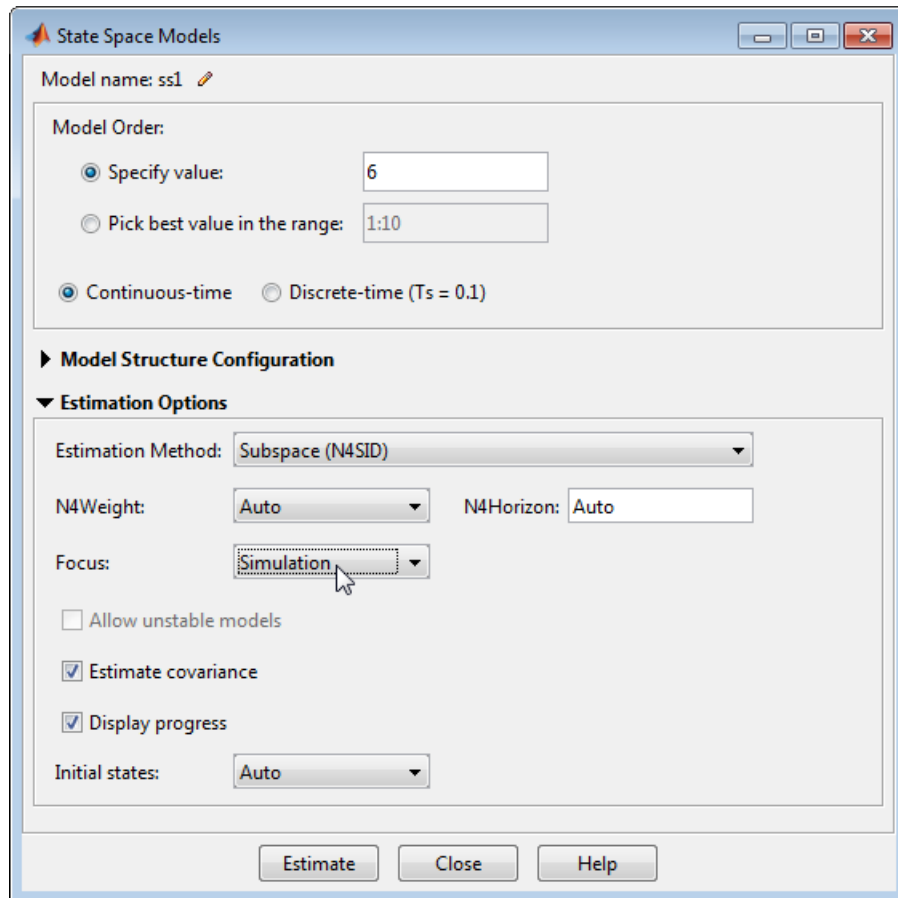 State Space Models
Model name: ss1
Model Order:
Specify value: 6
Pick best value in the range: 1:10
Continuous-time Discrete-time (Ts = 0.1)
Model Structure Configuration
Estimation Options
Estimation Method: Subspace (N4SID)
N4Weight: Auto N4Horizon: Auto
Focus: Simulation
Allow unstable models
Estimate covariance
Display progress
Initial states: Auto
Estimate Close Help